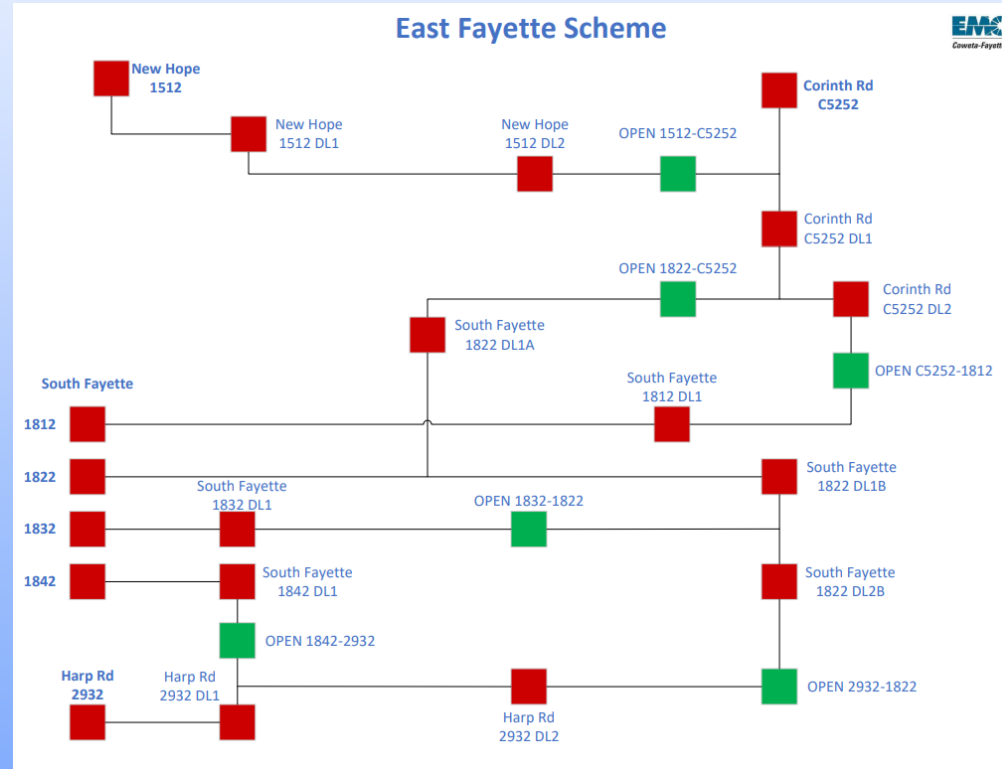 East Fayette Scheme
EMC
Coweta-Fayette
New Hope
1512
Corinth Rd
C5252
New Hope
1512 DL1
New Hope
1512 DL2
OPEN 1512-C5252
Corinth Rd
C5252 DL1
OPEN 1822-C5252
Corinth Rd
C5252 DL2
South Fayette
1822 DL1A
OPEN C5252-1812
South Fayette
South Fayette
1812 DL1
1812
1822
South Fayette
1822 DL1B
South Fayette
1832 DL1
OPEN 1832-1822
1832
1842
South Fayette
1842 DL1
South Fayette
1822 DL2B
OPEN 1842-2932
Harp Rd
2932
Harp Rd
2932 DL1
OPEN 2932-1822
Harp Rd
2932 DL2